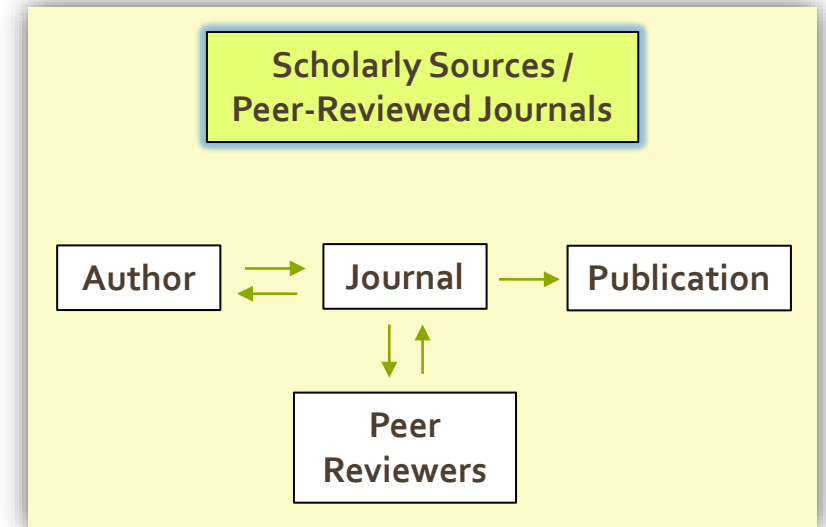 Scholarly Sources /
Peer-Reviewed Journals
Author
Journal
Publication
Peer
Reviewers